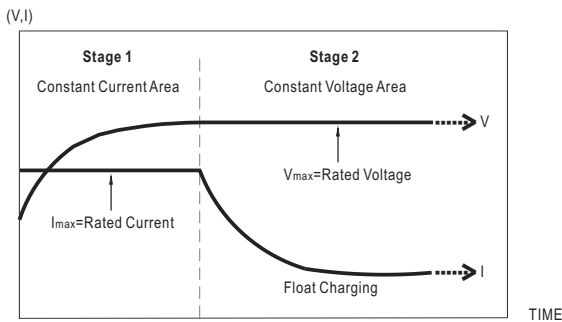 (V,I)
Stage 1
Stage 2
Constant Current Area
Constant Voltage Area
V
Vmax=Rated Voltage
Imax=Rated Current
I
Float Charging
TIME